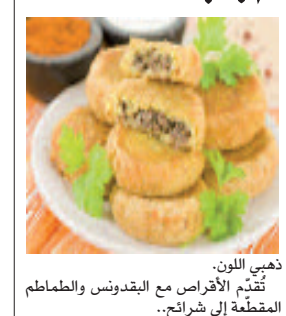 ذهبي اللون.
تُقدّم الأقراص مع البقدونس والطماطم
المقطّعة إلى شرائح..